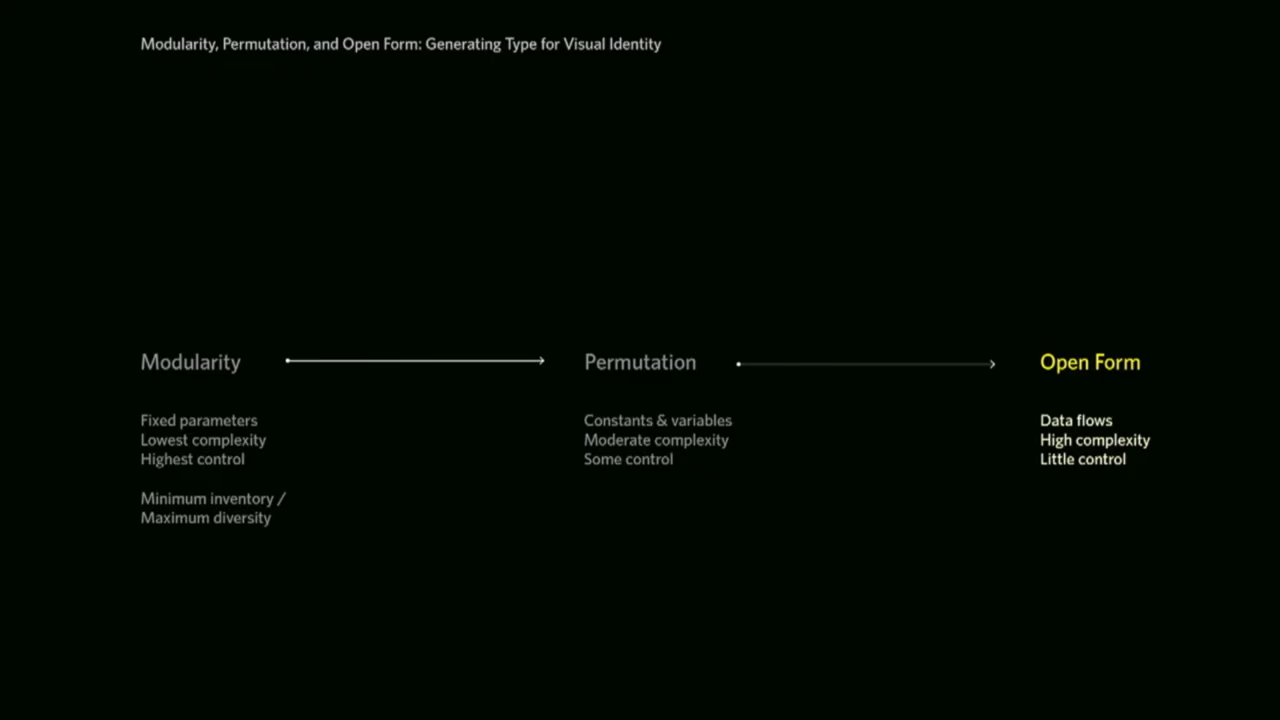 Modularity, Permutation, and Open Form: Generating Type for Visual Identity
Modularity
Fixed parameters
Lowest complexity
Highest control
Minimum inventory /
Maximum diversity
Permutation
Constants & variables
Moderate complexity
Some control
Open Form
Data flows
High complexity
Little control